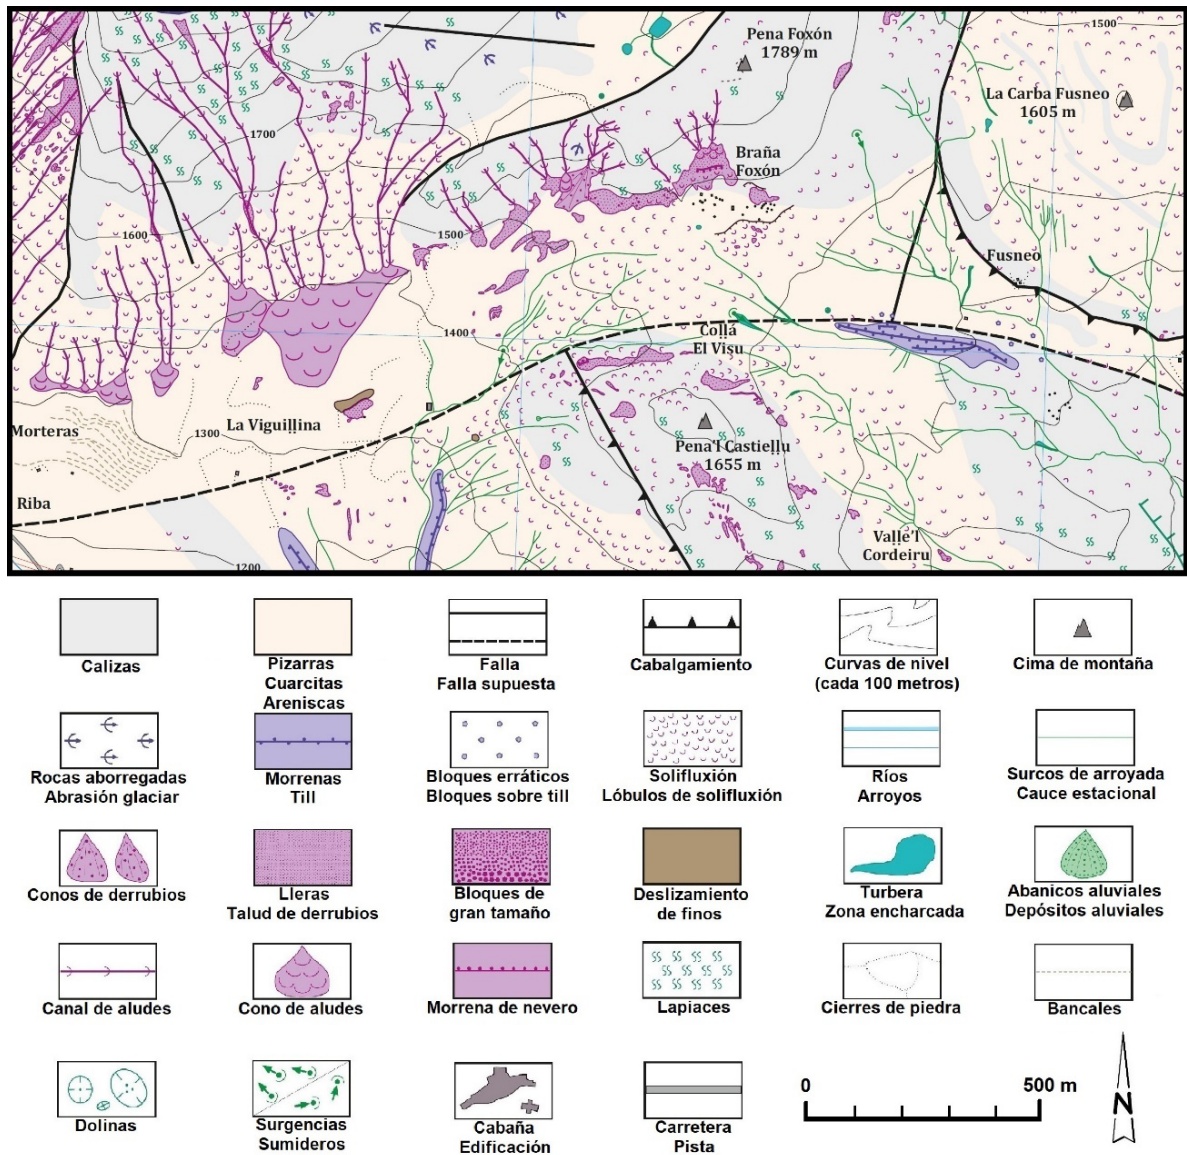 1500
Pena Foxón
1789 m
La Carba Fusneo
1605 m
1700
Braña
Foxón
1600
1500
Fusneo
1400
Coḷḷá
El Visu
La Viguiḷḷina
Morteras
1300
Pena'l Castieḷḷu
1655 m
Riba
Vaḷḷe'l
Cordeiru
1200
Calizas
Pizarras
Cuarcitas
Areniscas
Falla
Falla supuesta
Cabalgamiento
Curvas de nivel
(cada 100 metros)
Cima de montaña
Rocas aborregadas
Abrasión glaciar
Morrenas
Till
Bloques erráticos
Bloques sobre till
Solifluxión
Lóbulos de solifluxión
Ríos
Arroyos
Surcos de arroyada
Cauce estacional
Conos de derrubios
Lleras
Talud de derrubios
Bloques de
gran tamaño
Deslizamiento
de finos
Turbera
Zona encharcada
Abanicos aluviales
Depósitos aluviales
Canal de aludes
Cono de aludes
Morrena de nevero
Lapiaces
Cierres de piedra
Bancales
Dolinas
Surgencias
Sumideros
Cabaña
Edificación
Carretera
Pista
0
500 m
N